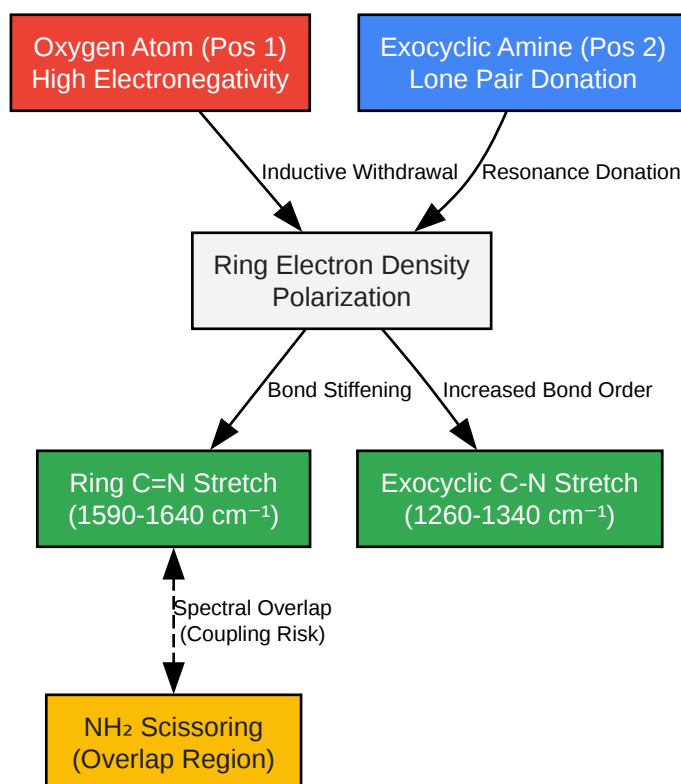 Oxygen Atom (Pos 1)
High Electronegativity
Exocyclic Amine (Pos 2)
Lone Pair Donation
Inductive Withdrawal
Resonance Donation
Ring Electron Density
Polarization
Bond Stiffening
Increased Bond Order
Ring C=N Stretch
(1590-1640 cm⁻¹)
Exocyclic C-N Stretch
(1260-1340 cm⁻¹)
Spectral Overlap
(Coupling Risk)
NH₂ Scissoring
(Overlap Region)